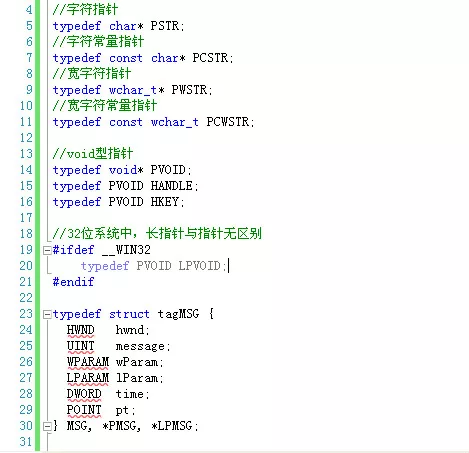 4 //字符指针
5 typedef char* PSTR;
6 //字符常量指针
7 typedef const char* PCSTR;
8 //宽字符指针
9 typedef wchar_t* PWSTR;
10 //宽字符常量指针
11 typedef const wchar_t PCWSTR;
12
13 //void型指针
14 typedef void* PVOID;
15 typedef PVOID HANDLE;
16 typedef PVOID HKEY;
17
18 //32位系统中，长指针与指针无区别
19 #ifdef __WIN32
20     typedef PVOID LPVOID;
21 #endif
22
23 typedef struct tagMSG {
24   HWND   hwnd;
25   UINT   message;
26   WPARAM wParam;
27   LPARAM lParam;
28   DWORD  time;
29   POINT  pt;
30 } MSG, *PMSG, *LPMSG;
31